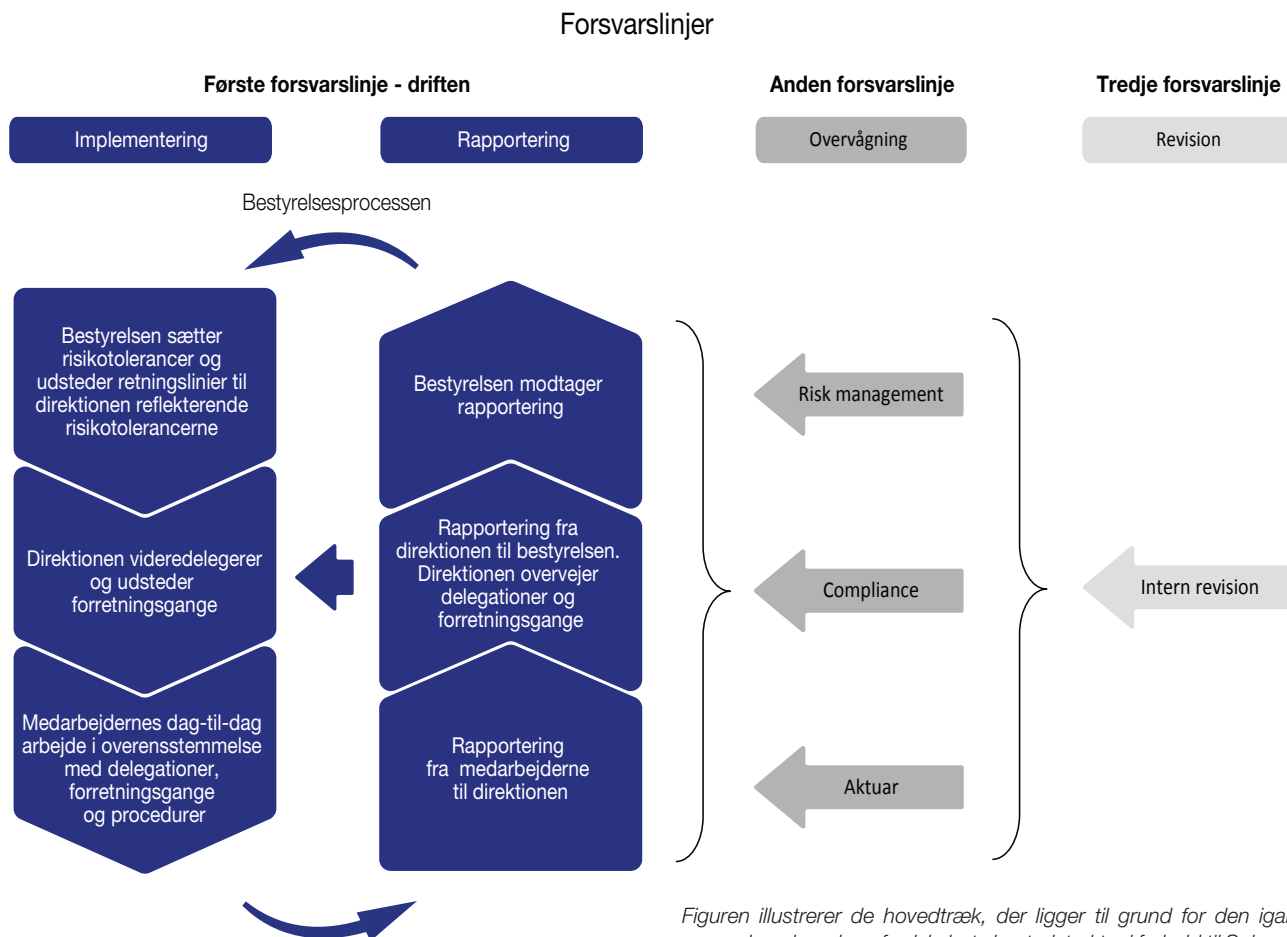 Forsvarslinjer
Første forsvarslinje - driften
Anden forsvarslinje
Tredje forsvarslinje
Implementering
Rapportering
Overvågning
Revision
Bestyrelsesprocessen
Bestyrelsen sætter
risikotolerancer og
udsteder retningslinier til
direktionen reflekterende
risikotolerancerne
Direktionen videredelegerer
og udsteder
forretningsgange
Medarbejdernes dag-til-dag
arbejde i overensstemmelse
med delegationer,
forretningsgange
og procedurer
Bestyrelsen modtager
rapportering
Rapportering fra
direktionen til bestyrelsen.
Direktionen overvejer
delegationer og
forretningsgange
Rapportering
fra medarbejderne
til direktionen
Risk management
Compliance
Aktuar
Intern revision
Figuren illustrerer de hovedtræk, der ligger til grund for den